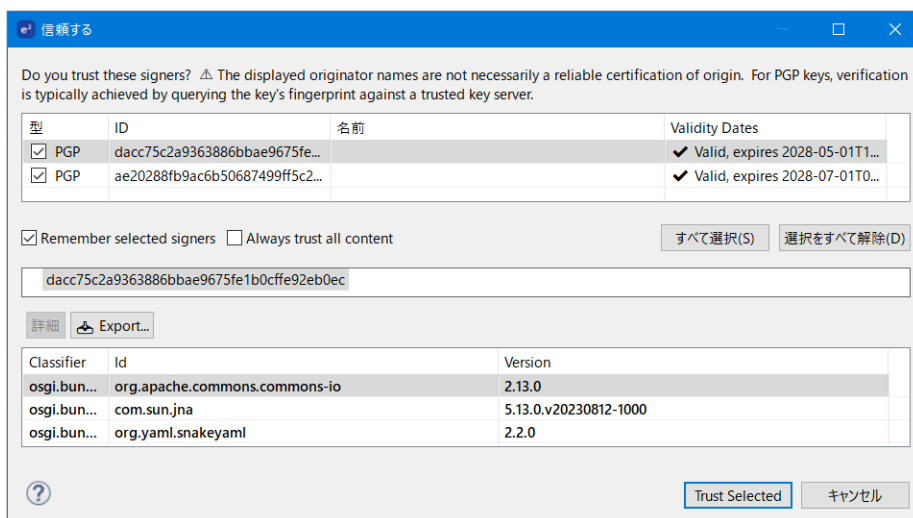 e² 信頼する
Do you trust these signers? ⚠ The displayed originator names are not necessarily a reliable certification of origin. For PGP keys, verification
is typically achieved by querying the key's fingerprint against a trusted key server.
型 ID 名前 Validity Dates
PGP dacc75c2a9363886bbae9675fe... ✔ Valid, expires 2028-05-01T1...
PGP ae20288fb9ac6b50687499ff5c2... ✔ Valid, expires 2028-07-01T0...
Remember selected signers Always trust all content すべて選択(S) 選択をすべて解除(D)
dacc75c2a9363886bbae9675fe1b0cffe92eb0ec
詳細 Export...
Classifier Id Version
osgi.bun... org.apache.commons.commons-io 2.13.0
osgi.bun... com.sun.jna 5.13.0.v20230812-1000
osgi.bun... org.yaml.snakeyaml 2.2.0
? Trust Selected キャンセル